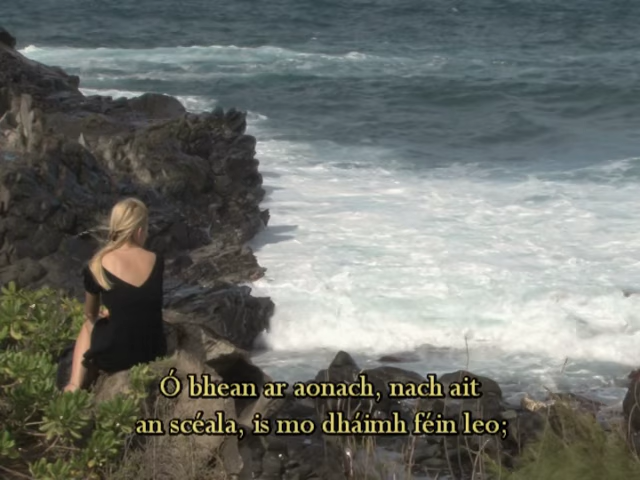 Ó bhean ar aonach, nach ait
an scéala, is mo dháimh féin leo;